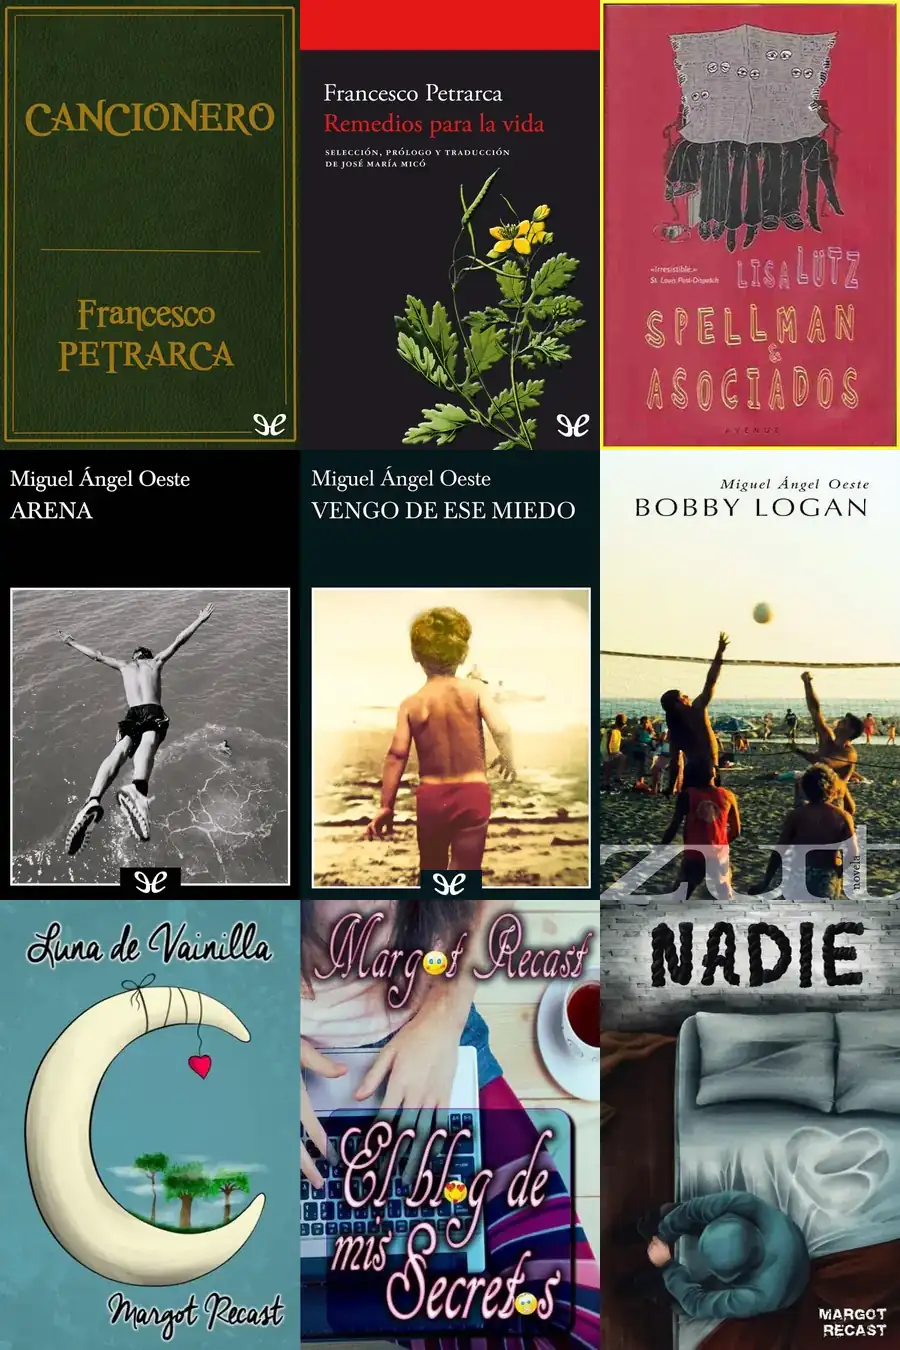 CANCIONERO
Francesco
PETRARCA
Francesco Petrarca
Remedios para la vida
SELECCIÓN, PRÓLOGO Y TRADUCCIÓN
DE JOSÉ MARÍA MICÓ
«Irresistible.»
St. Louis Post-Dispatch
LISA LUTZ
SPELLMAN
&
ASOCIADOS
AVENUE
Miguel Ángel Oeste
ARENA
Miguel Ángel Oeste
VENGO DE ESE MIEDO
Miguel Ángel Oeste
BOBBY LOGAN
zut
novela
Luna de Vainilla
Margot Recast
Margot Recast
El blog de
mis
Secretos
NADIE
MARGOT
RECAST